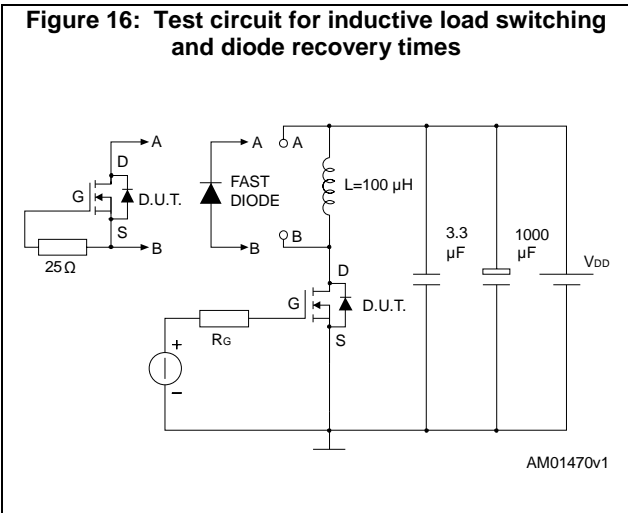 Figure 16: Test circuit for inductive load switching
and diode recovery times
A
D
G
D.U.T.
S
B
25Ω
A
FAST
DIODE
B
A
L=100 µH
B
D
G
D.U.T.
S
RG
+
–
3.3
µF
1000
µF
VDD
AM01470v1